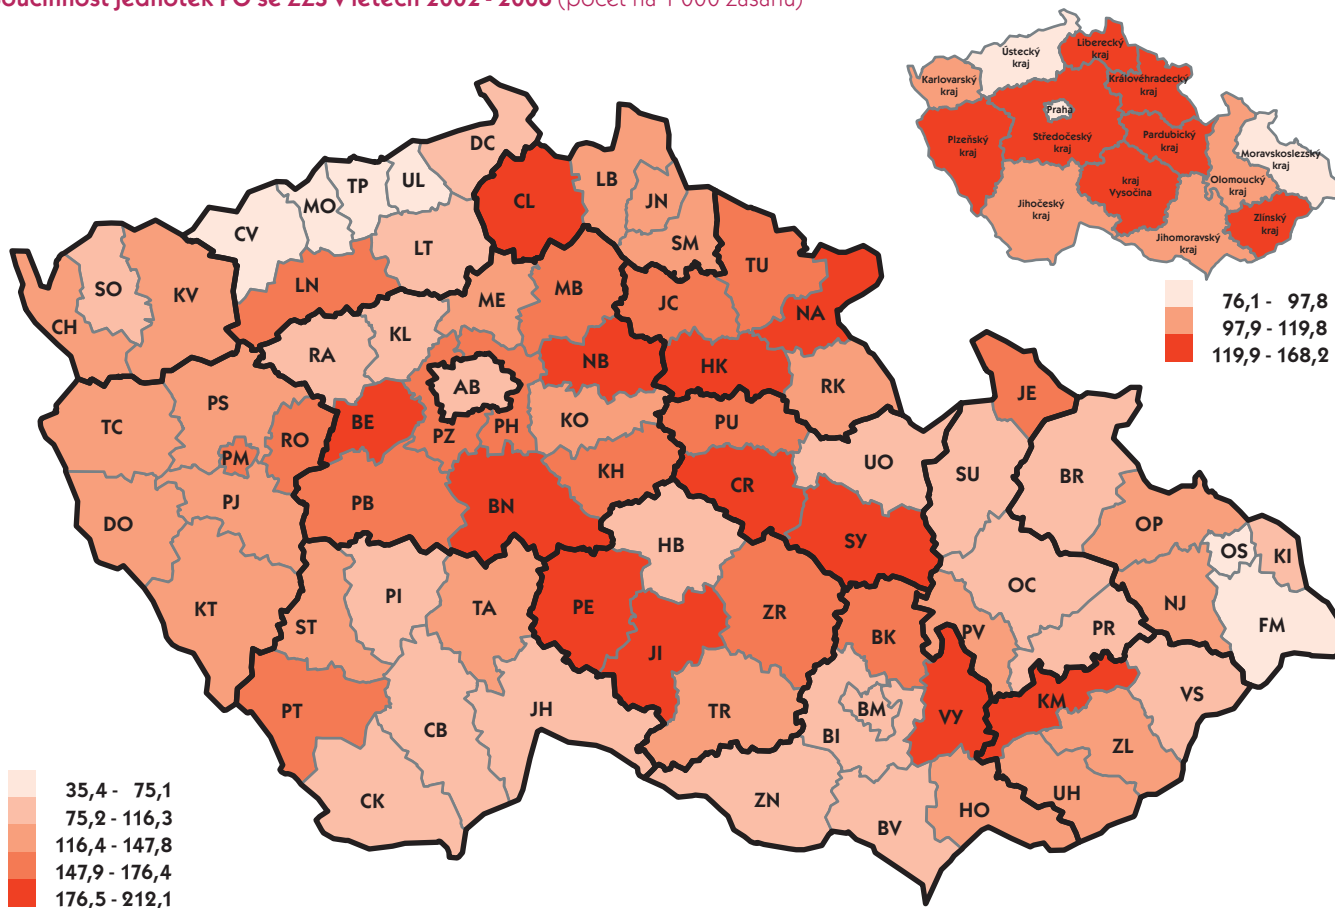 součinnost jednotek PO se ZZS v letech 2002 - 2006 (počet na 1 000 zásahů)
Ústecký
kraj
Liberecký
kraj
Karlovarský
kraj
Královéhradecký
kraj
Praha
Plzeňský
kraj
Středočeský
kraj
Pardubický
kraj
Moravskoslezský
kraj
kraj
Vysočina
Olomoucký
kraj
Jihočeský
kraj
Zlínský
kraj
Jihomoravský
kraj
76,1 - 97,8
97,9 - 119,8
119,9 - 168,2
DC
TP
UL
LB
MO
CL
JN
CV
LT
SM
TU
SO
KV
LN
ME
MB
JC
CH
NA
KL
RA
NB
HK
AB
RK
JE
TC
PS
BE
PZ
PH
KO
PU
RO
PM
UO
KH
SU
BR
CR
PJ
PB
BN
DO
OP
HB
SY
OS
KI
OC
PI
TA
PE
ZR
NJ
KT
ST
BK
PV
PR
FM
JI
PT
JH
TR
BM
VY
KM
VS
CB
BI
ZL
CK
ZN
HO
UH
BV
35,4 - 75,1
75,2 - 116,3
116,4 - 147,8
147,9 - 176,4
176,5 - 212,1